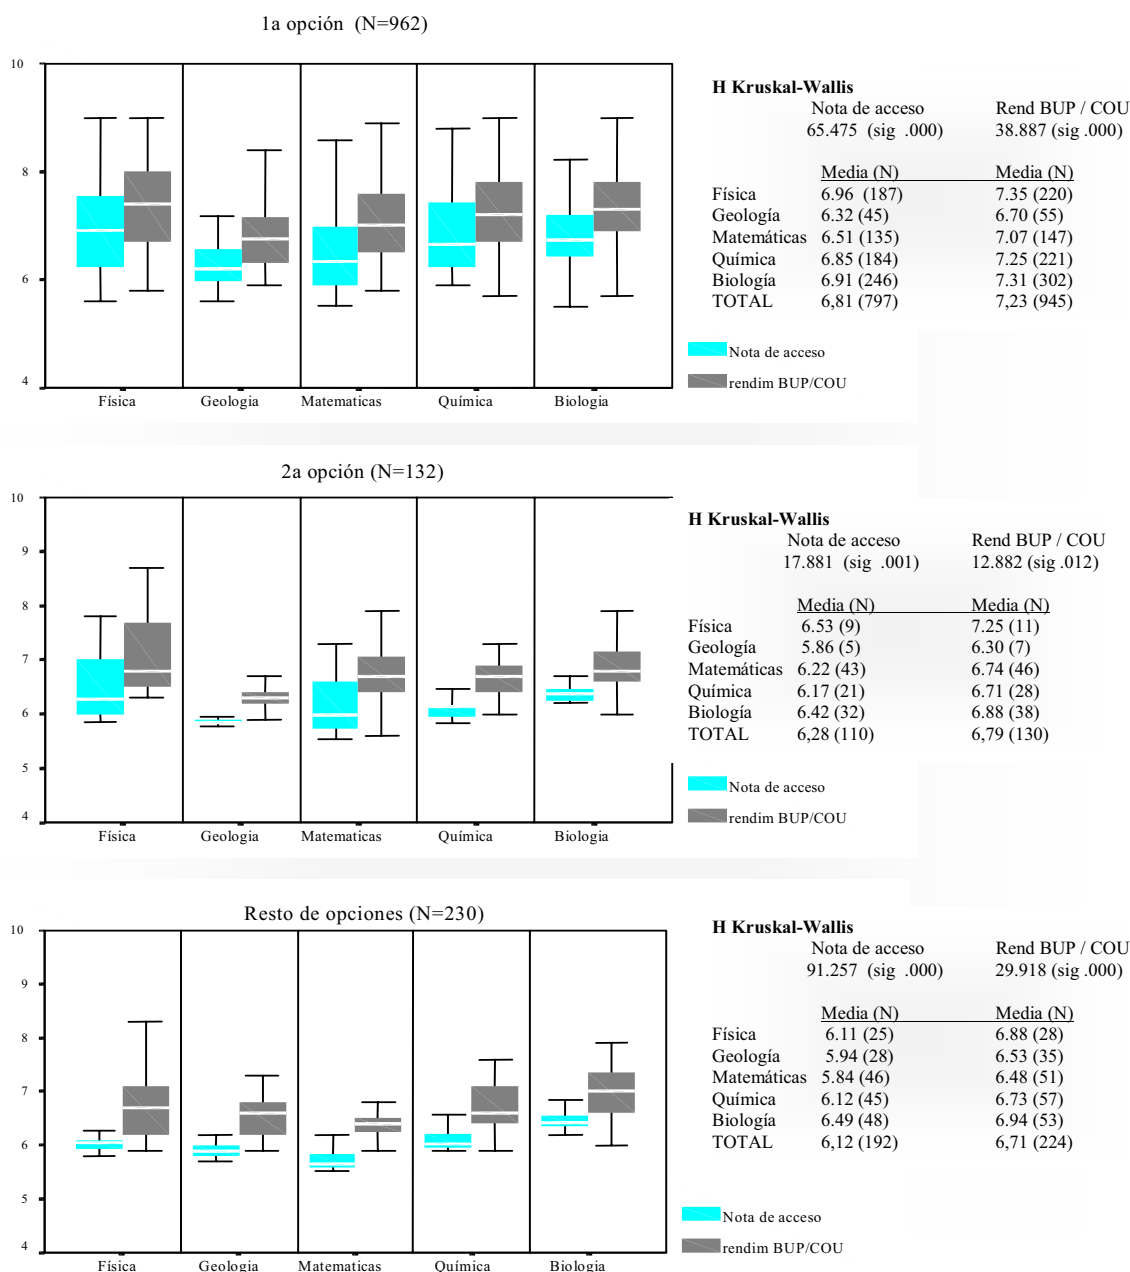 1a opción (N=962)
10
8
6
4
Física Geologia Matematicas Química Biologia
H Kruskal-Wallis
Nota de acceso Rend BUP / COU
65.475 (sig .000) 38.887 (sig .000)
Media (N) Media (N)
Física 6.96 (187) 7.35 (220)
Geología 6.32 (45) 6.70 (55)
Matemáticas 6.51 (135) 7.07 (147)
Química 6.85 (184) 7.25 (221)
Biología 6.91 (246) 7.31 (302)
TOTAL 6,81 (797) 7,23 (945)
Nota de acceso
rendim BUP/COU
2a opción (N=132)
10
9
8
7
6
5
4
Física Geologia Matematicas Química Biologia
H Kruskal-Wallis
Nota de acceso Rend BUP / COU
17.881 (sig .001) 12.882 (sig .012)
Media (N) Media (N)
Física 6.53 (9) 7.25 (11)
Geología 5.86 (5) 6.30 (7)
Matemáticas 6.22 (43) 6.74 (46)
Química 6.17 (21) 6.71 (28)
Biología 6.42 (32) 6.88 (38)
TOTAL 6,28 (110) 6,79 (130)
Nota de acceso
rendim BUP/COU
Resto de opciones (N=230)
10
9
8
7
6
5
4
Física Geologia Matematicas Química Biologia
H Kruskal-Wallis
Nota de acceso Rend BUP / COU
91.257 (sig .000) 29.918 (sig .000)
Media (N) Media (N)
Física 6.11 (25) 6.88 (28)
Geología 5.94 (28) 6.53 (35)
Matemáticas 5.84 (46) 6.48 (51)
Química 6.12 (45) 6.73 (57)
Biología 6.49 (48) 6.94 (53)
TOTAL 6,12 (192) 6,71 (224)
Nota de acceso
rendim BUP/COU